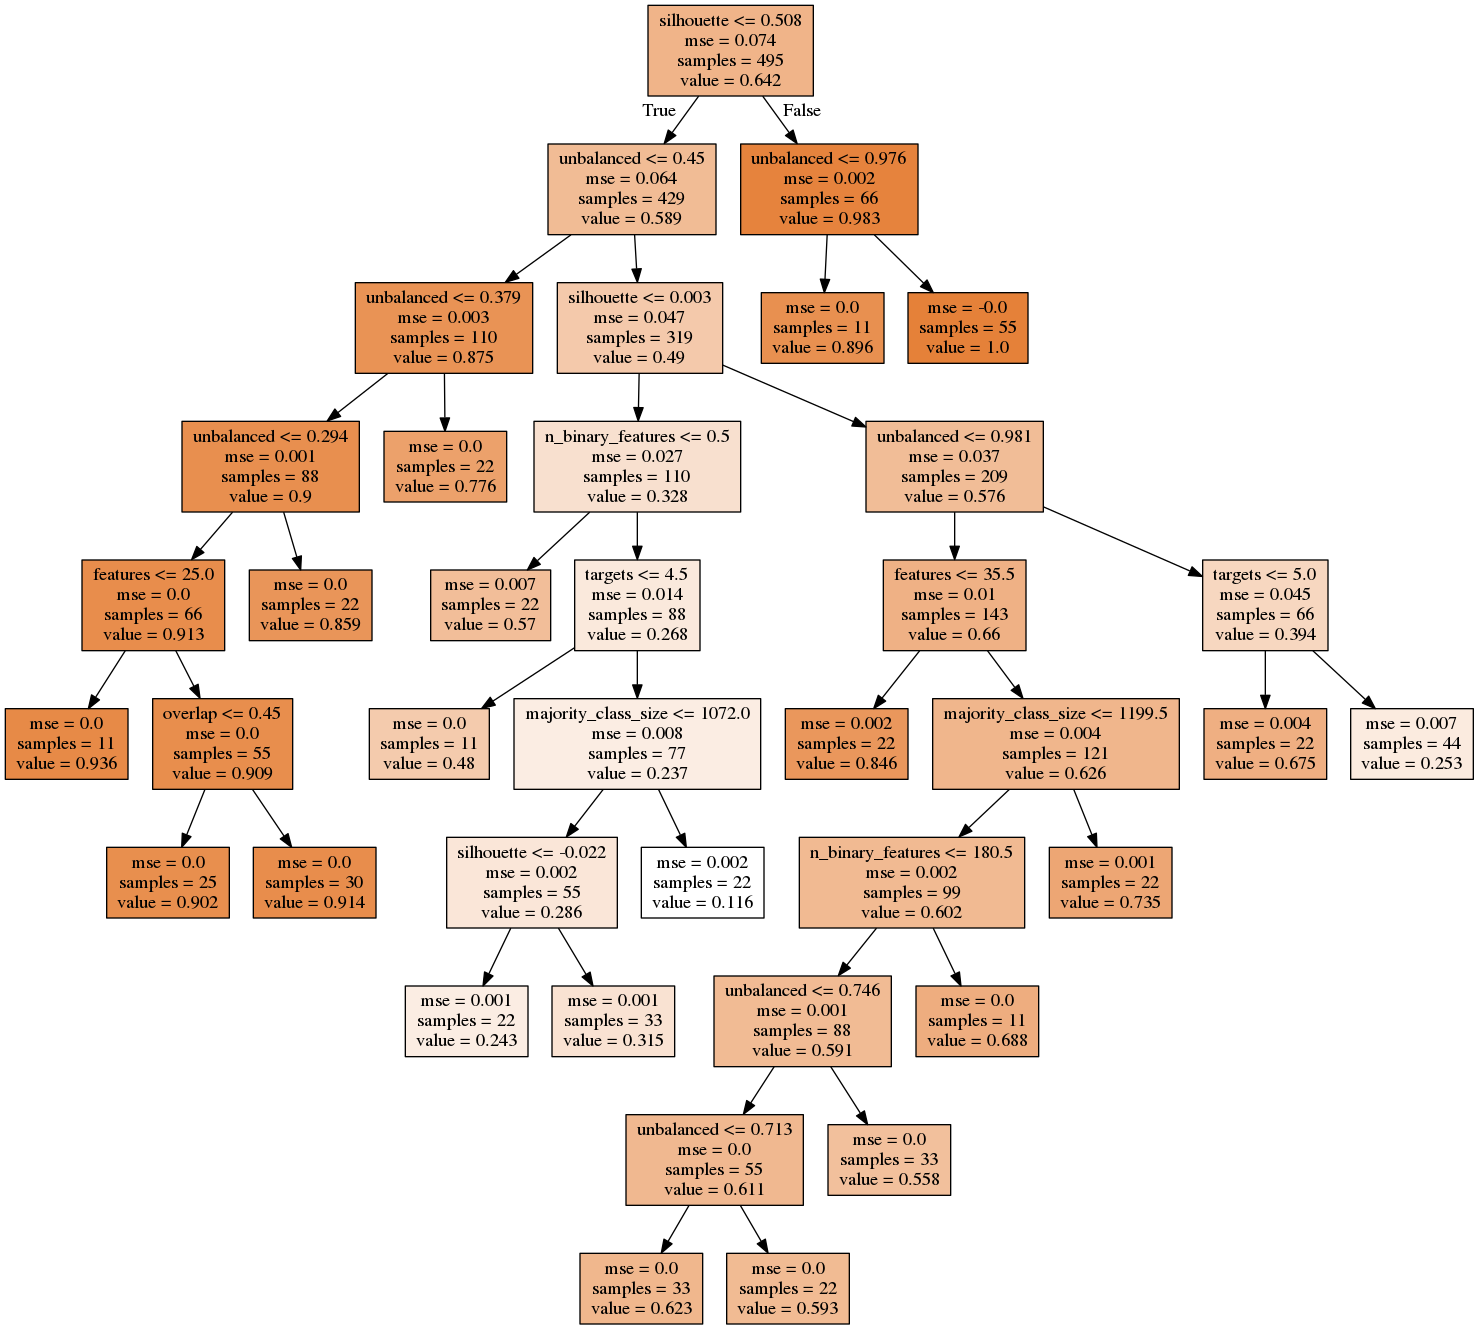 silhouette <= 0.508
mse = 0.074
samples = 495
value = 0.642
True
False
unbalanced <= 0.45
mse = 0.064
samples = 429
value = 0.589
unbalanced <= 0.976
mse = 0.002
samples = 66
value = 0.983
unbalanced <= 0.379
mse = 0.003
samples = 110
value = 0.875
silhouette <= 0.003
mse = 0.047
samples = 319
value = 0.49
mse = 0.0
samples = 11
value = 0.896
mse = -0.0
samples = 55
value = 1.0
unbalanced <= 0.294
mse = 0.001
samples = 88
value = 0.9
mse = 0.0
samples = 22
value = 0.776
n_binary_features <= 0.5
mse = 0.027
samples = 110
value = 0.328
unbalanced <= 0.981
mse = 0.037
samples = 209
value = 0.576
features <= 25.0
mse = 0.0
samples = 66
value = 0.913
mse = 0.0
samples = 22
value = 0.859
mse = 0.007
samples = 22
value = 0.57
targets <= 4.5
mse = 0.014
samples = 88
value = 0.268
features <= 35.5
mse = 0.01
samples = 143
value = 0.66
targets <= 5.0
mse = 0.045
samples = 66
value = 0.394
mse = 0.0
samples = 11
value = 0.936
overlap <= 0.45
mse = 0.0
samples = 55
value = 0.909
mse = 0.0
samples = 11
value = 0.48
majority_class_size <= 1072.0
mse = 0.008
samples = 77
value = 0.237
mse = 0.002
samples = 22
value = 0.846
majority_class_size <= 1199.5
mse = 0.004
samples = 121
value = 0.626
mse = 0.004
samples = 22
value = 0.675
mse = 0.007
samples = 44
value = 0.253
mse = 0.0
samples = 25
value = 0.902
mse = 0.0
samples = 30
value = 0.914
silhouette <= -0.022
mse = 0.002
samples = 55
value = 0.286
mse = 0.002
samples = 22
value = 0.116
n_binary_features <= 180.5
mse = 0.002
samples = 99
value = 0.602
mse = 0.001
samples = 22
value = 0.735
mse = 0.001
samples = 22
value = 0.243
mse = 0.001
samples = 33
value = 0.315
unbalanced <= 0.746
mse = 0.001
samples = 88
value = 0.591
mse = 0.0
samples = 11
value = 0.688
unbalanced <= 0.713
mse = 0.0
samples = 55
value = 0.611
mse = 0.0
samples = 33
value = 0.558
mse = 0.0
samples = 33
value = 0.623
mse = 0.0
samples = 22
value = 0.593